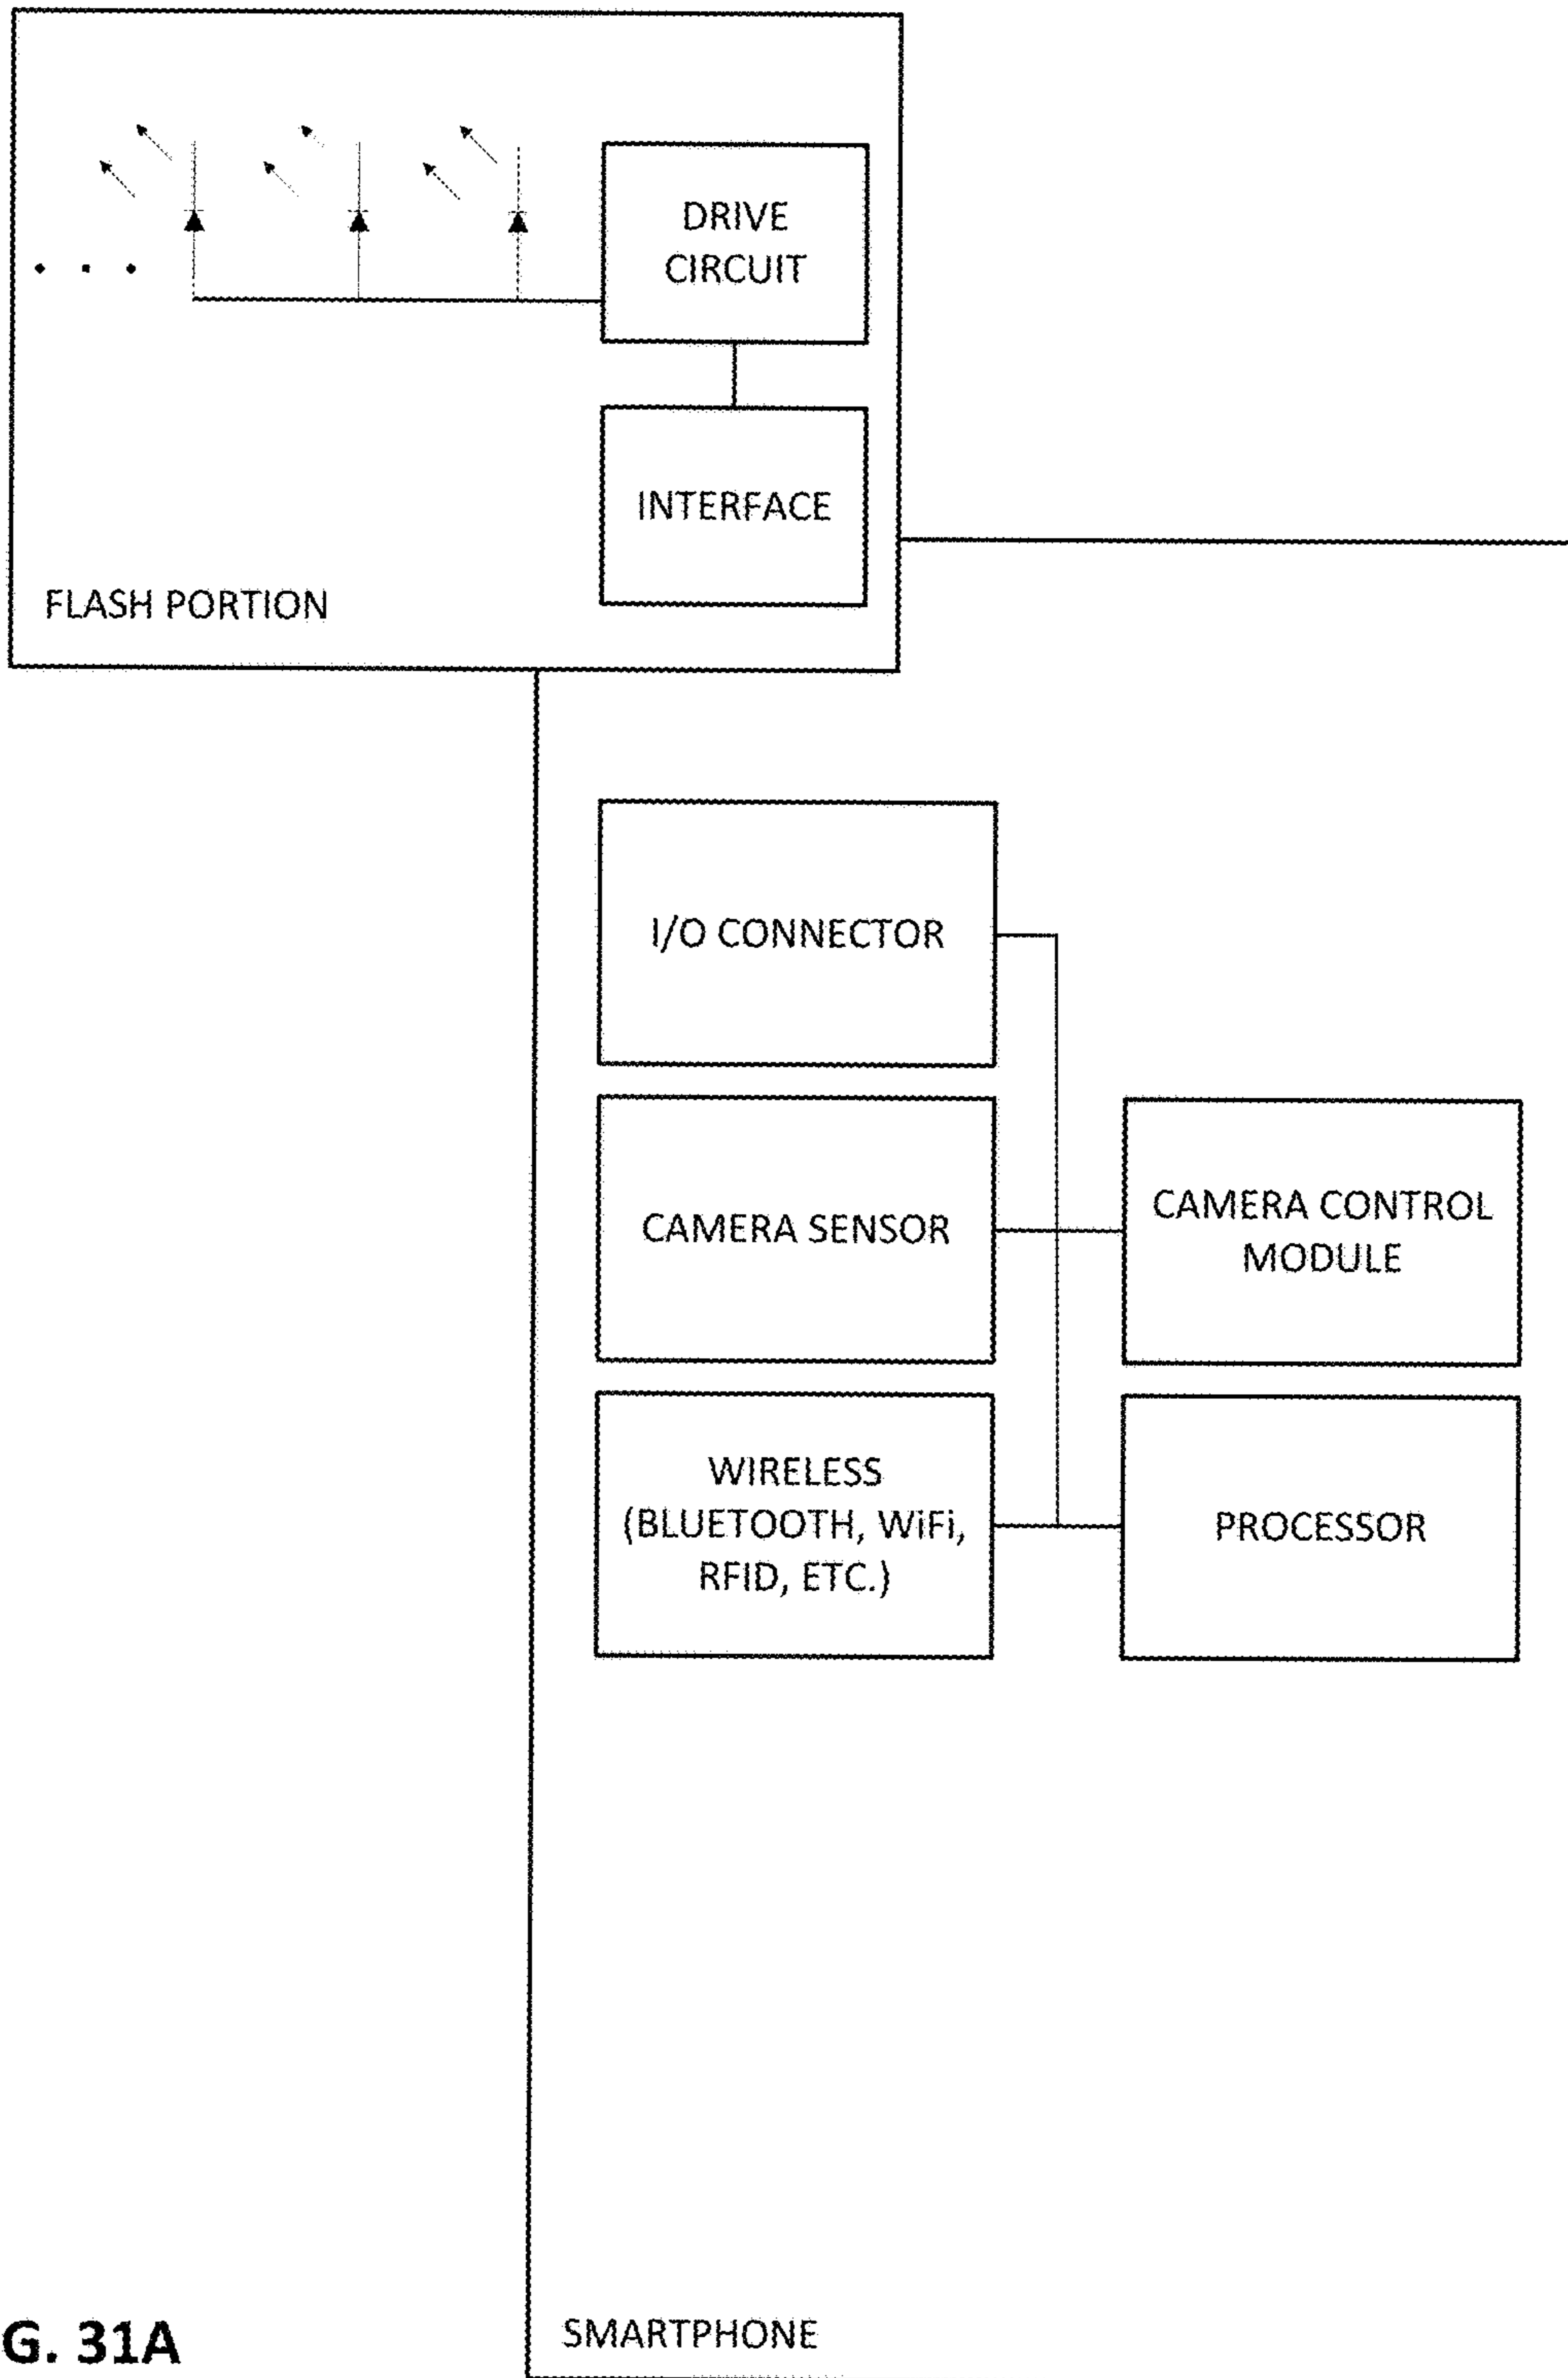 DRIVE
CIRCUIT
INTERFACE
FLASH PORTION
I/O CONNECTOR
CAMERA SENSOR
CAMERA CONTROL
MODULE
WIRELESS
(BLUETOOTH, WiFi,
RFID, ETC.)
PROCESSOR
SMARTPHONE
G. 31A